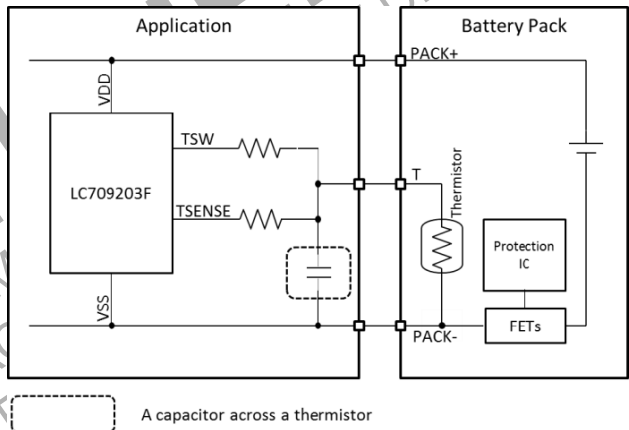 Application
Battery Pack
PACK+
VDD
TSW
LC709203F
TSENSE
T
Thermistor
Protection
IC
VSS
FETs
PACK-
A capacitor across a thermistor